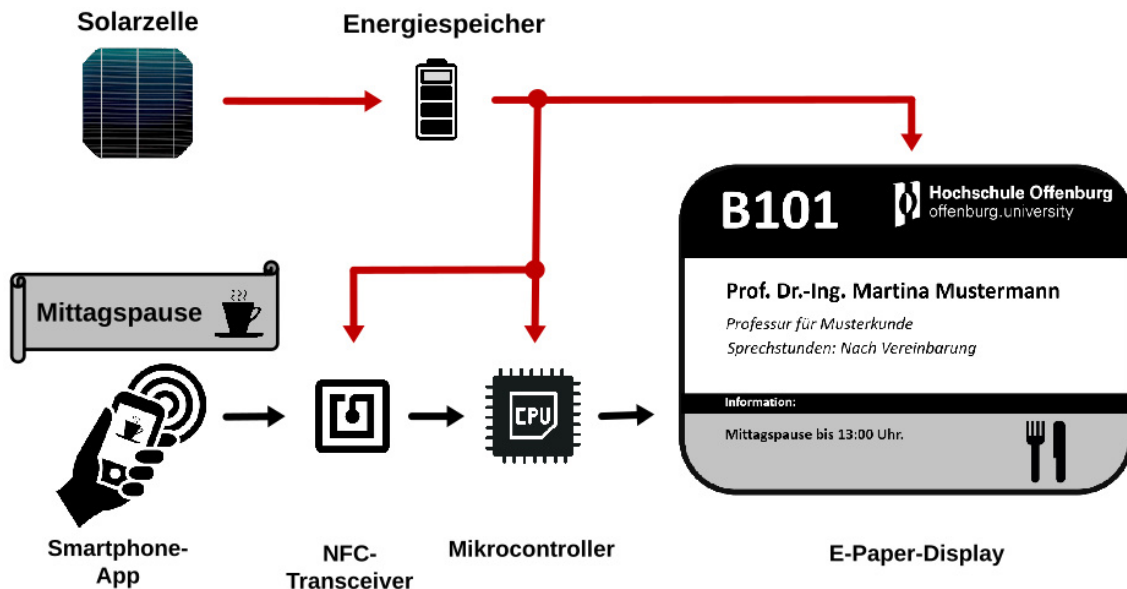 Solarzelle
Energiespeicher
B101
Hochschule Offenburg
offenburg.university
Mittagspause
Prof. Dr.-Ing. Martina Mustermann
Professur für Musterkunde
Sprechstunden: Nach Vereinbarung
CPU
Information:
Mittagspause bis 13:00 Uhr.
Smartphone-
App
NFC-
Transceiver
Mikrocontroller
E-Paper-Display